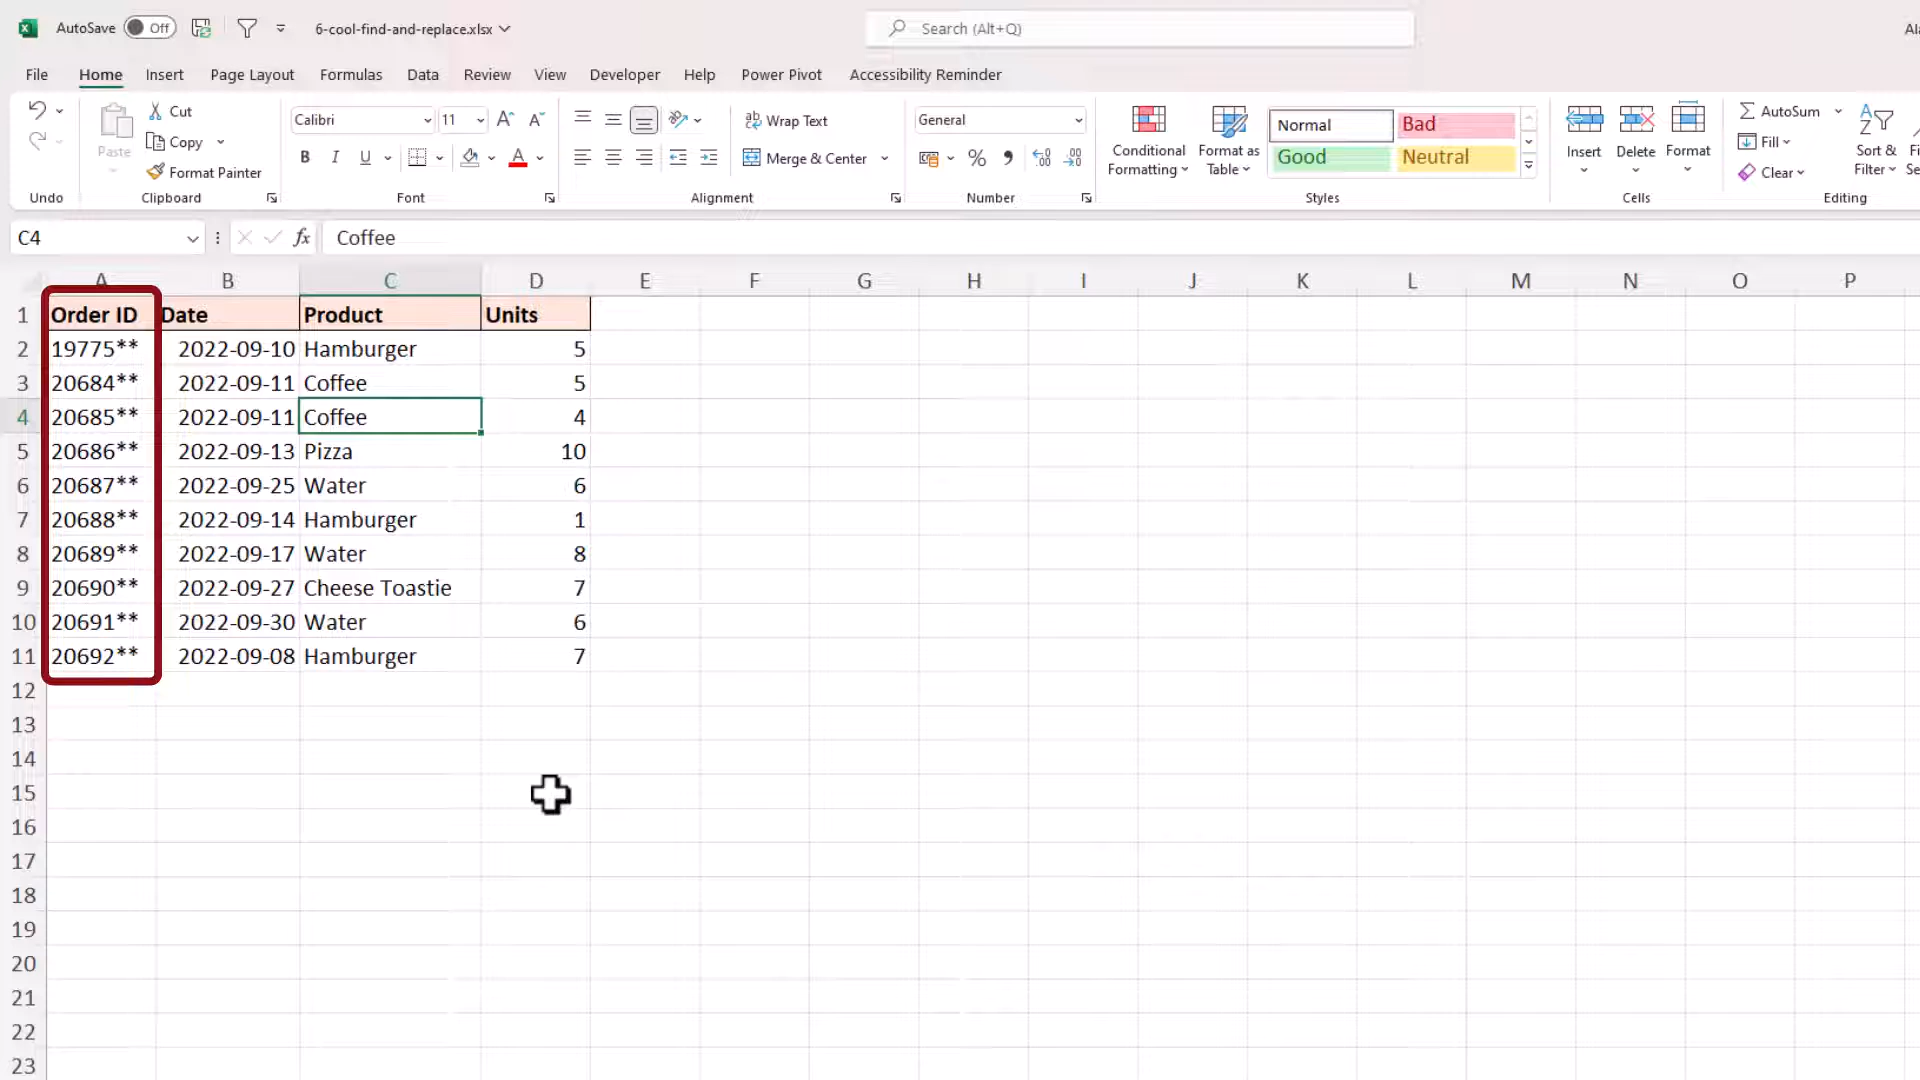 AutoSave Off 6-cool-find-and-replace.xlsx Search (Alt+Q)
File Home Insert Page Layout Formulas Data Review View Developer Help Power Pivot Accessibility Reminder
Paste Cut Copy Format Painter
Calibri 11
B I U A
Wrap Text
Merge & Center
General
% 
Conditional Formatting Format as Table
Normal Bad
Good Neutral
Insert Delete Format
AutoSum
Fill
Clear
Sort & Filter
Undo Clipboard Font Alignment Number Styles Cells Editing
C4 fx Coffee
A B C D E F G H I J K L M N O P
1 Order ID Date Product Units
2 19775** 2022-09-10 Hamburger 5
3 20684** 2022-09-11 Coffee 5
4 20685** 2022-09-11 Coffee 4
5 20686** 2022-09-13 Pizza 10
6 20687** 2022-09-25 Water 6
7 20688** 2022-09-14 Hamburger 1
8 20689** 2022-09-17 Water 8
9 20690** 2022-09-27 Cheese Toastie 7
10 20691** 2022-09-30 Water 6
11 20692** 2022-09-08 Hamburger 7
12
13
14
15
16
17
18
19
20
21
22
23